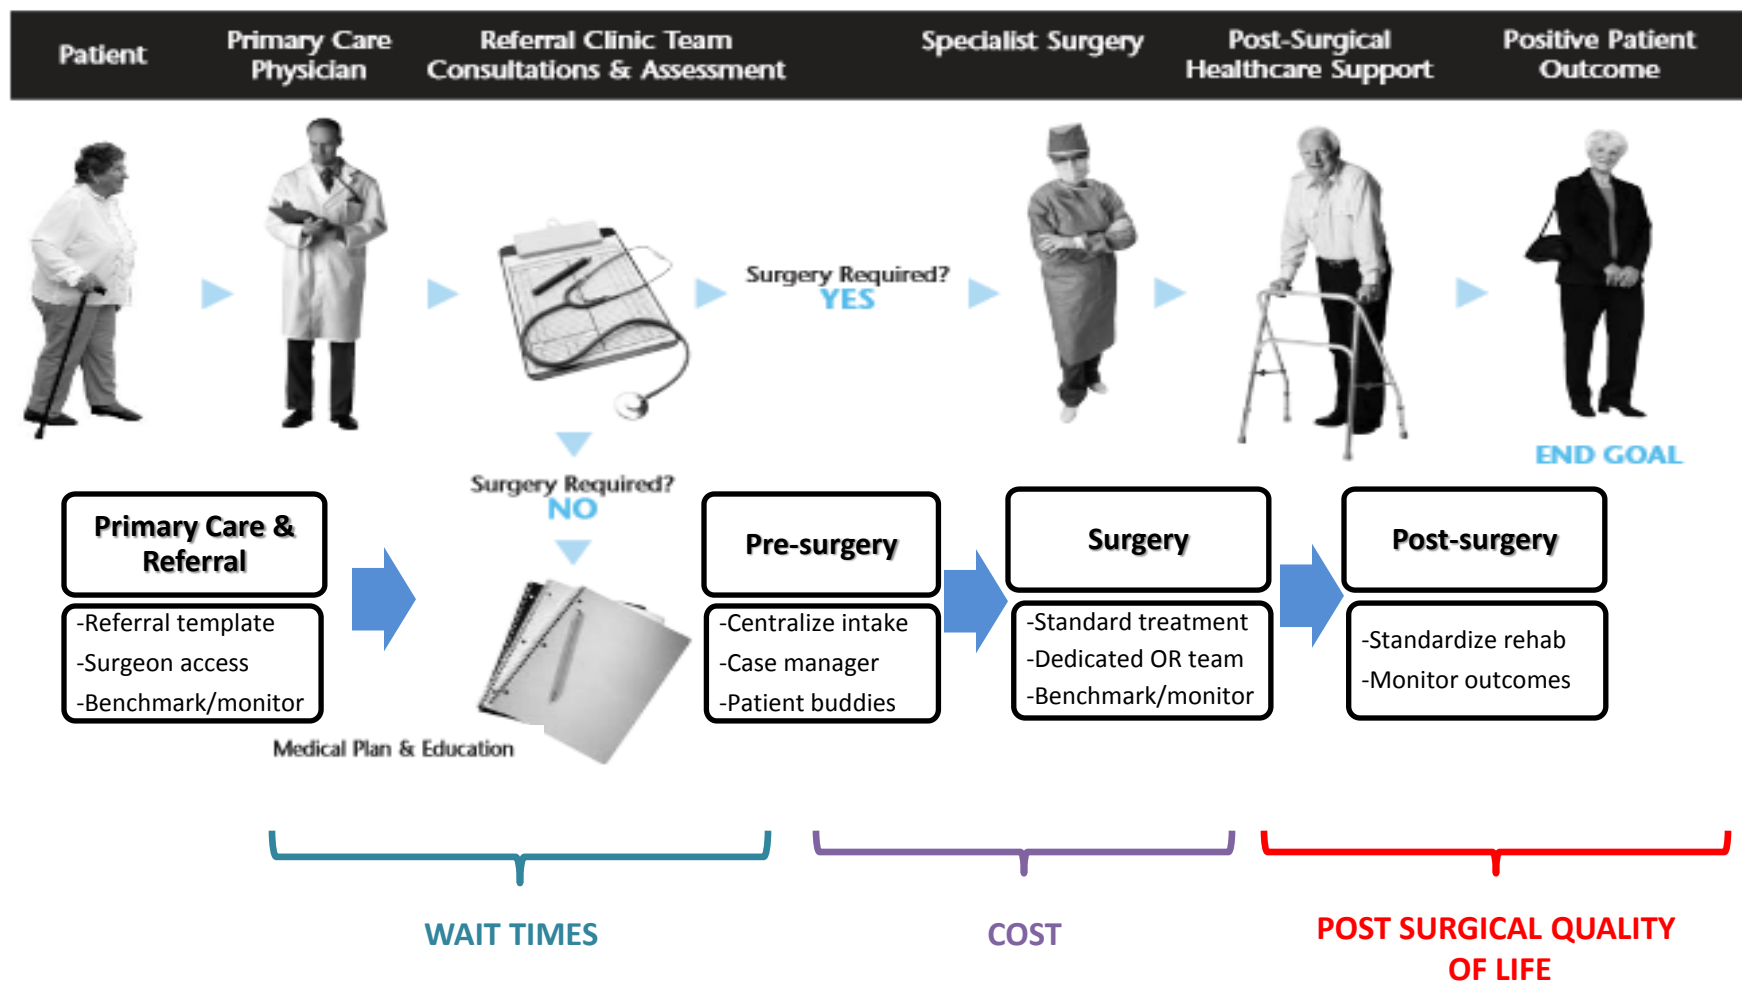 Patient
Primary Care
Physician
Referral Clinic Team
Consultations & Assessment
Specialist Surgery
Post-Surgical
Healthcare Support
Positive Patient
Outcome
Surgery Required?
YES
END GOAL
Surgery Required?
NO
Primary Care &
Referral
-Referral template
-Surgeon access
-Benchmark/monitor
Medical Plan & Education
Pre-surgery
-Centralize intake
-Case manager
-Patient buddies
Surgery
-Standard treatment
-Dedicated OR team
-Benchmark/monitor
Post-surgery
-Standardize rehab
-Monitor outcomes
WAIT TIMES
COST
POST SURGICAL QUALITY
OF LIFE